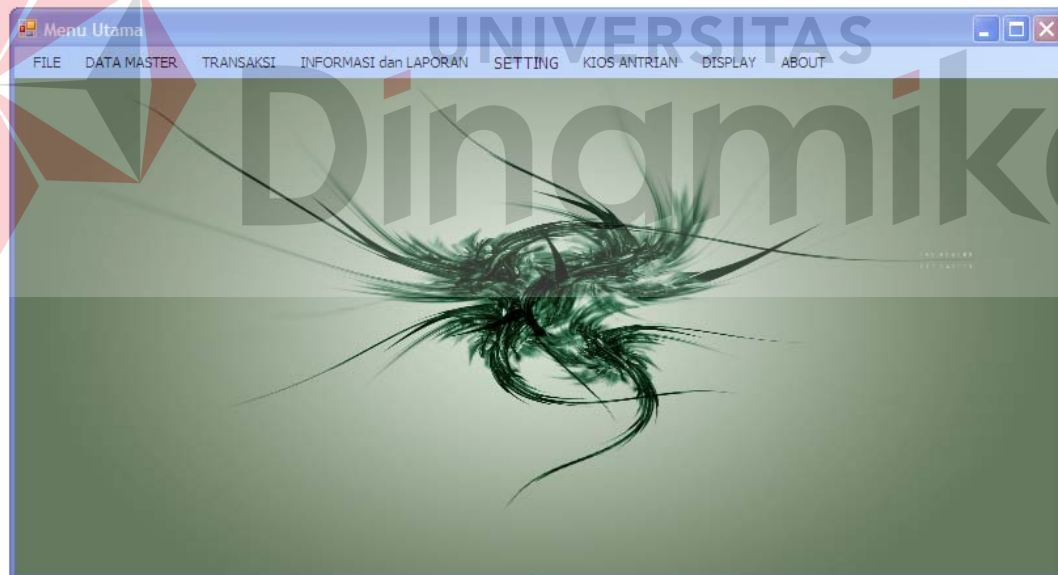 Menu Utama
UNIVERSITAS
FILE DATA MASTER TRANSAKSI INFORMASI dan LAPORAN SETTING KIOS ANTRIAN DISPLAY ABOUT
Dinamika